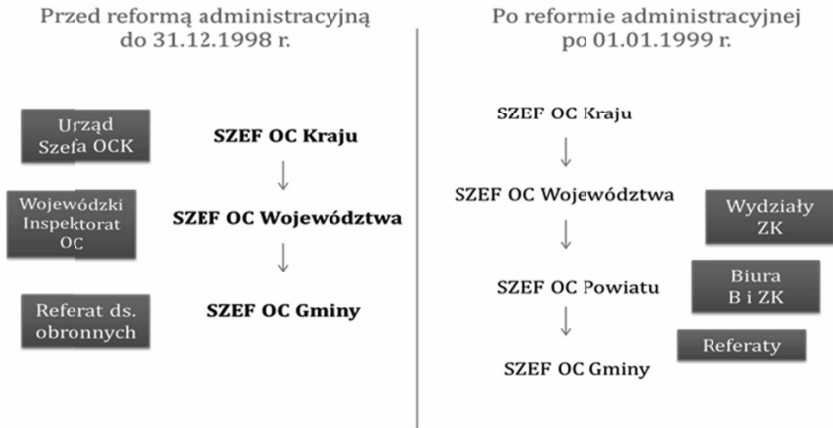 Przed reformą administracyjną
do 31.12.1998 r.
Urząd
Szefa OCK
SZEF OC Kraju
Wojewódzki
Inspektorat
OC
SZEF OC Województwa
Referat ds.
obronnych
SZEF OC Gminy
Po reformie administracyjnej
po 01.01.1999 r.
SZEF OC Kraju
SZEF OC Województwa
Wydziały
ZK
SZEF OC Powiatu
Biura
B i ZK
Referaty
SZEF OC Gminy